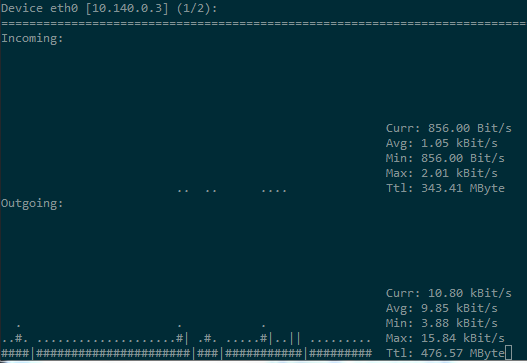 Device eth0 [10.140.0.3] (1/2):
===========================================================================
Incoming:
Curr: 856.00 Bit/s
Avg: 1.05 kBit/s
Min: 856.00 Bit/s
Max: 2.01 kBit/s
.. .. .... Ttl: 343.41 MByte
Outgoing:
Curr: 10.80 kBit/s
Avg: 9.85 kBit/s
. . . Min: 3.88 kBit/s
..#. ....................#| .#. .....#|..|| ......... Max: 15.84 kBit/s
####|######################|###|###########|######### Ttl: 476.57 MByte